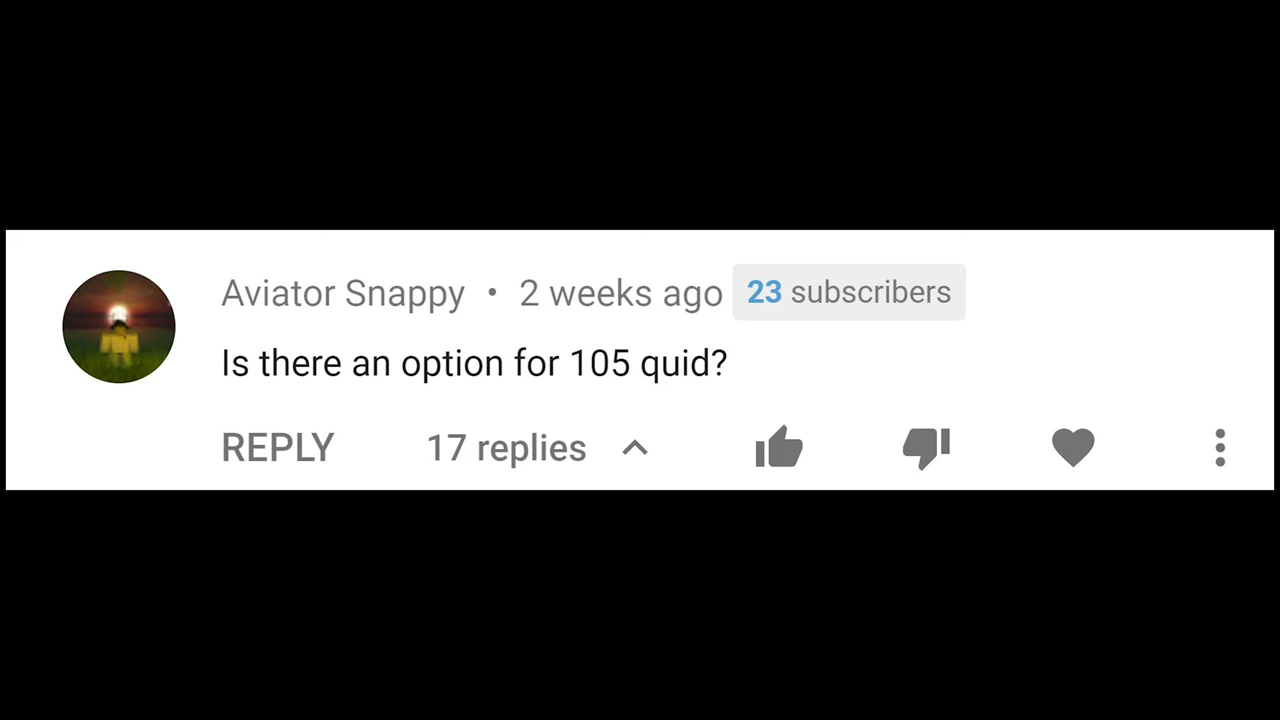 Aviator Snappy • 2 weeks ago 23 subscribers
Is there an option for 105 quid?
REPLY 17 replies